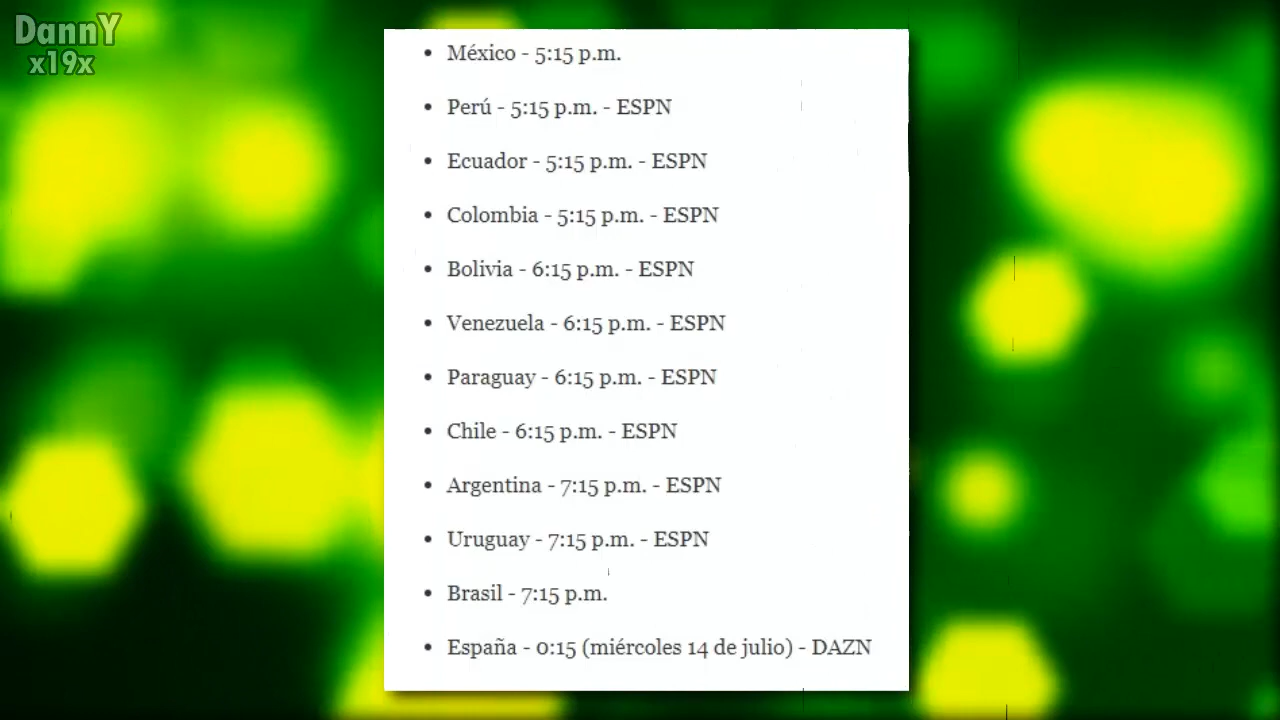 DannY
x19x
• México - 5:15 p.m.
• Perú - 5:15 p.m. - ESPN
• Ecuador - 5:15 p.m. - ESPN
• Colombia - 5:15 p.m. - ESPN
• Bolivia - 6:15 p.m. - ESPN
• Venezuela - 6:15 p.m. - ESPN
• Paraguay - 6:15 p.m. - ESPN
• Chile - 6:15 p.m. - ESPN
• Argentina - 7:15 p.m. - ESPN
• Uruguay - 7:15 p.m. - ESPN
• Brasil - 7:15 p.m.
• España - 0:15 (miércoles 14 de julio) - DAZN